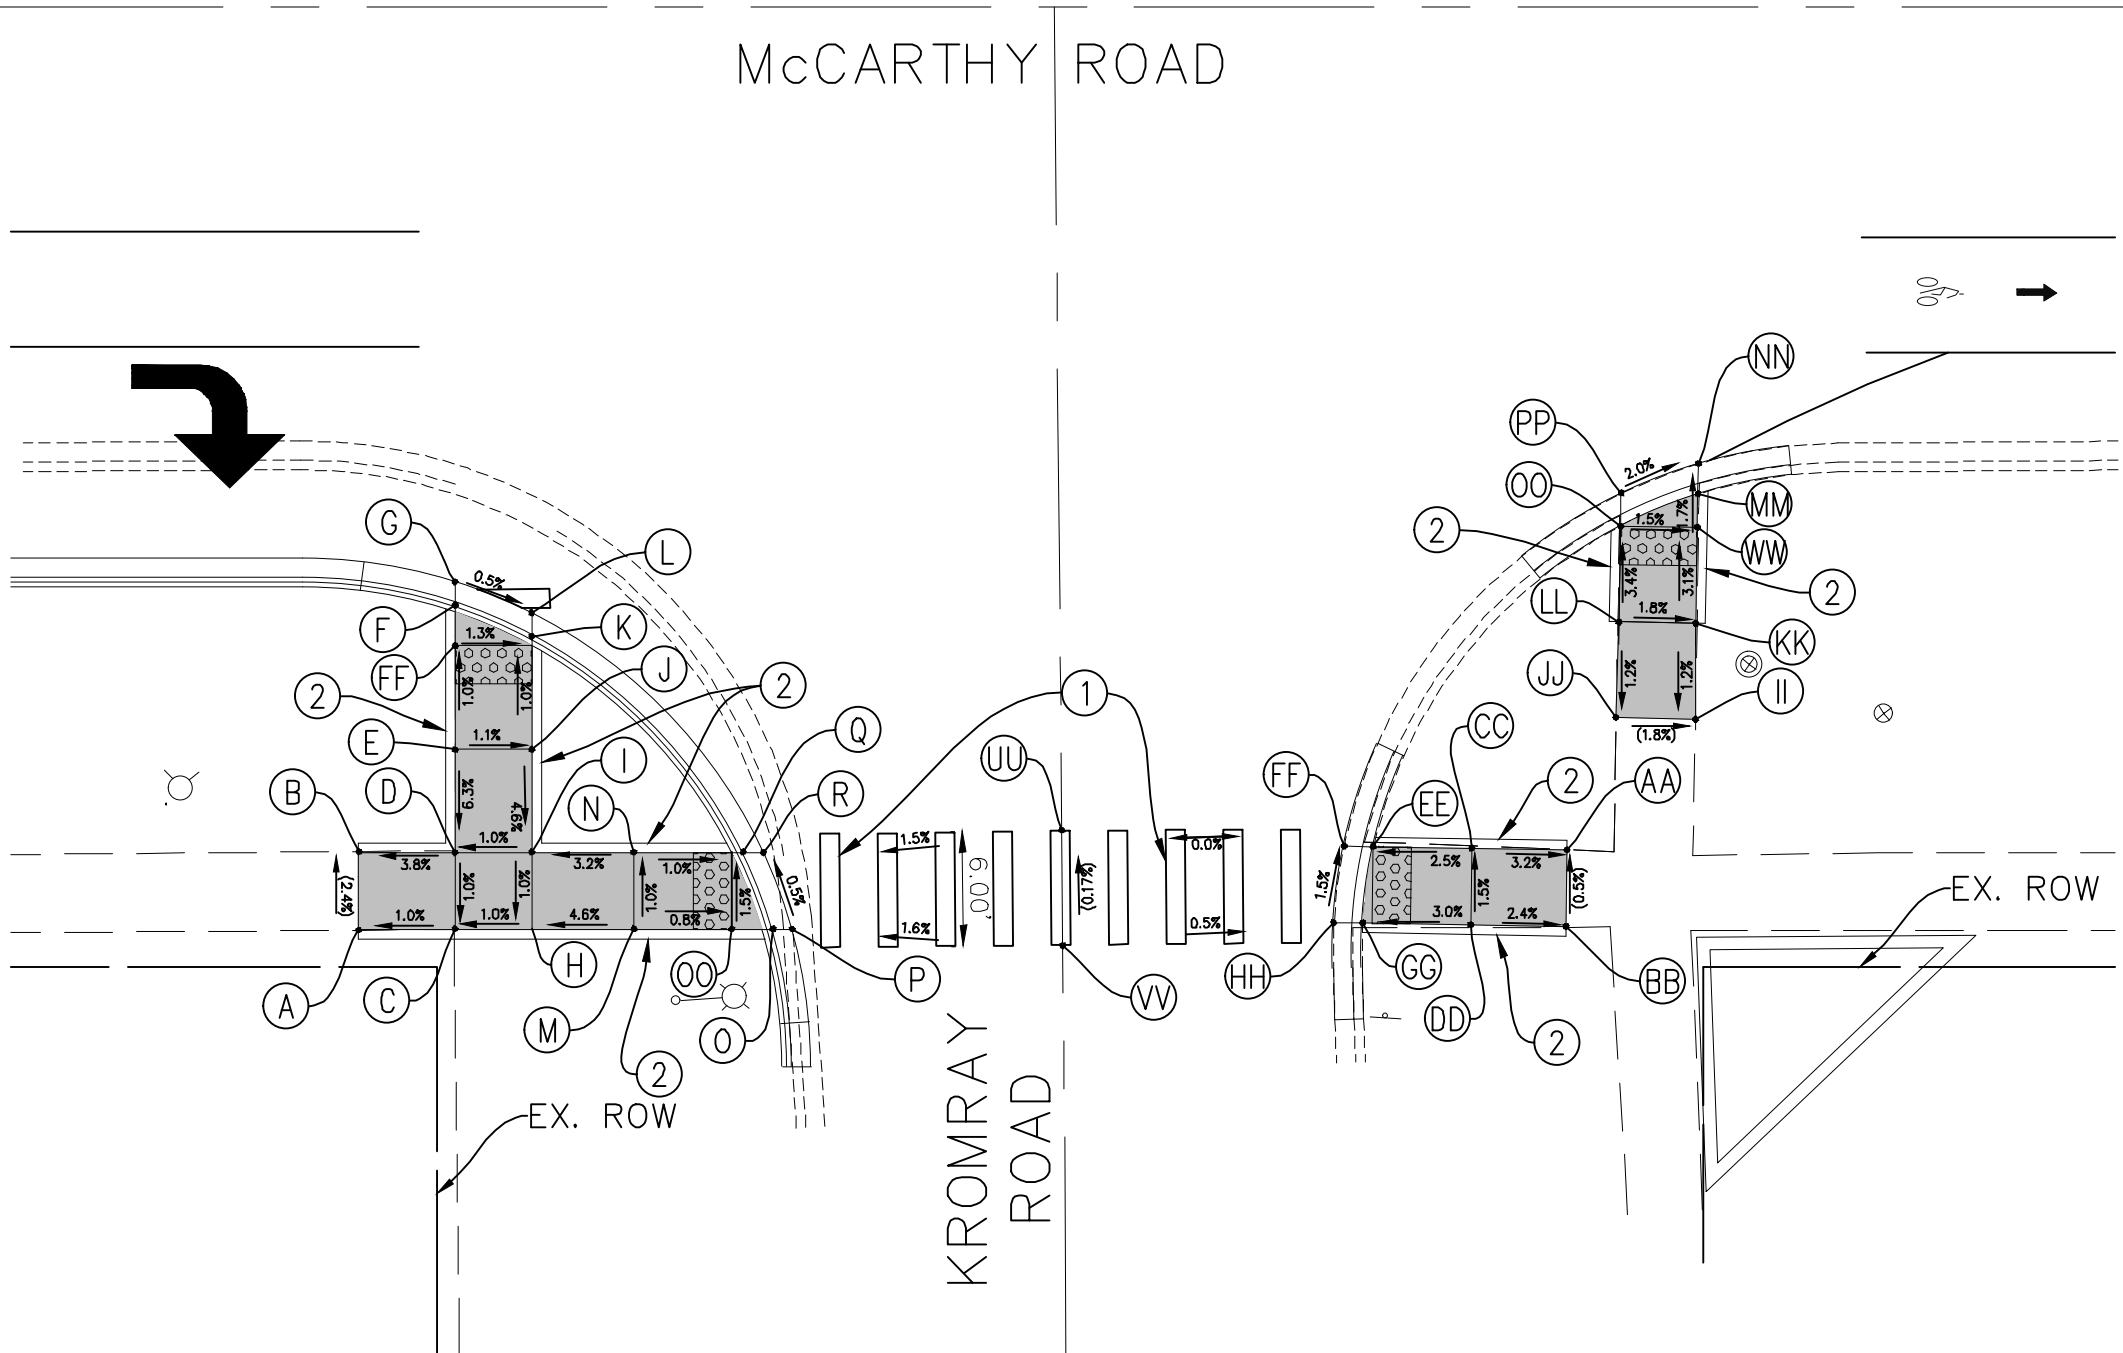 McCARTHY ROAD
NN
PP
2.0%
OO
MM
1.7%
1.5%
2
WW
G
L
0.5%
3.4%
3.1%
2
LL
1.8%
F
K
1.3%
KK
FF
J
1.0%
1.0%
2
2
1
JJ
1.2%
1.2%
II
E
1.1%
Q
UU
CC
(1.8%)
B
D
I
6.3%
4.6%
N
R
FF
EE
2
AA
1.0%
1.5%
0.0%
3.8%
3.2%
1.0%
2.5%
3.2%
(2.4%)
1.0%
1.0%
1.0%
1.5%
0.5%
6.00'
(0.17%)
1.5%
1.5%
(0.5%)
EX. ROW
1.0%
1.0%
4.6%
0.8%
1.6%
0.5%
3.0%
2.4%
A
C
H
OO
P
VV
HH
GG
BB
M
O
DD
2
2
EX. ROW
KROMRAY
ROAD